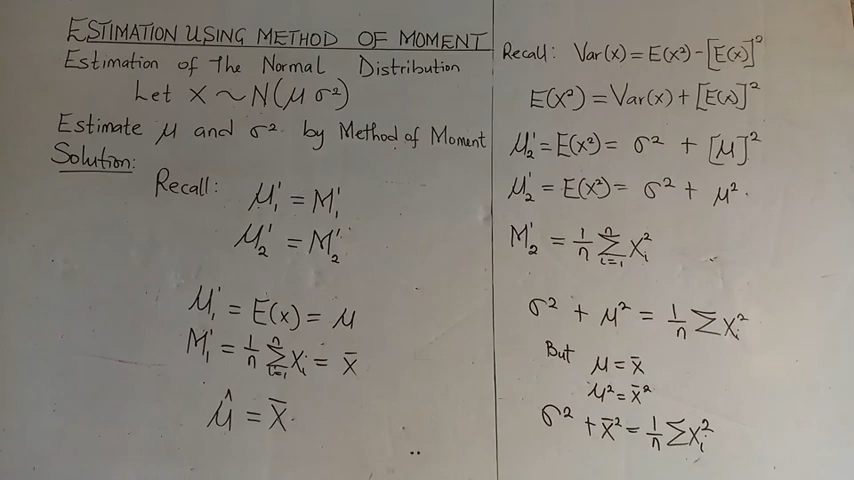 ESTIMATION USING METHOD OF MOMENT
Estimation of The Normal Distribution
Let X ~ N(μ σ²)
Estimate μ and σ² by Method of Moment
Solution:
Recall:
μ₁' = M₁'
μ₂' = M₂'
μ₁' = E(x) = μ
M₁' = 1/n ∑ᵢ₌₁ⁿ Xᵢ = x̄
μ̂ = x̄
Recall: Var(x) = E(x²) - [E(x)]²
E(X²) = Var(x) + [E(x)]²
μ₂' = E(x²) = σ² + [μ]²
μ₂' = E(x²) = σ² + μ².
M₂' = 1/n ∑ᵢ₌₁ⁿ Xᵢ²
σ² + μ² = 1/n ∑Xᵢ²
But μ = x̄
μ² = x̄²
σ² + x̄² = 1/n ∑Xᵢ²